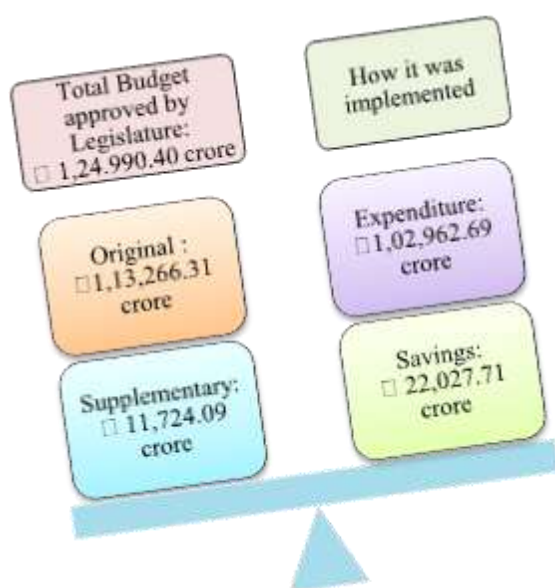 Total Budget
approved by
Legislature:
₹ 1,24.990.40 crore
How it was
implemented
Original :
₹1,13,266.31
crore
Expenditure:
₹1,02,962.69
crore
Supplementary:
₹ 11,724.09
crore
Savings:
₹ 22,027.71
crore